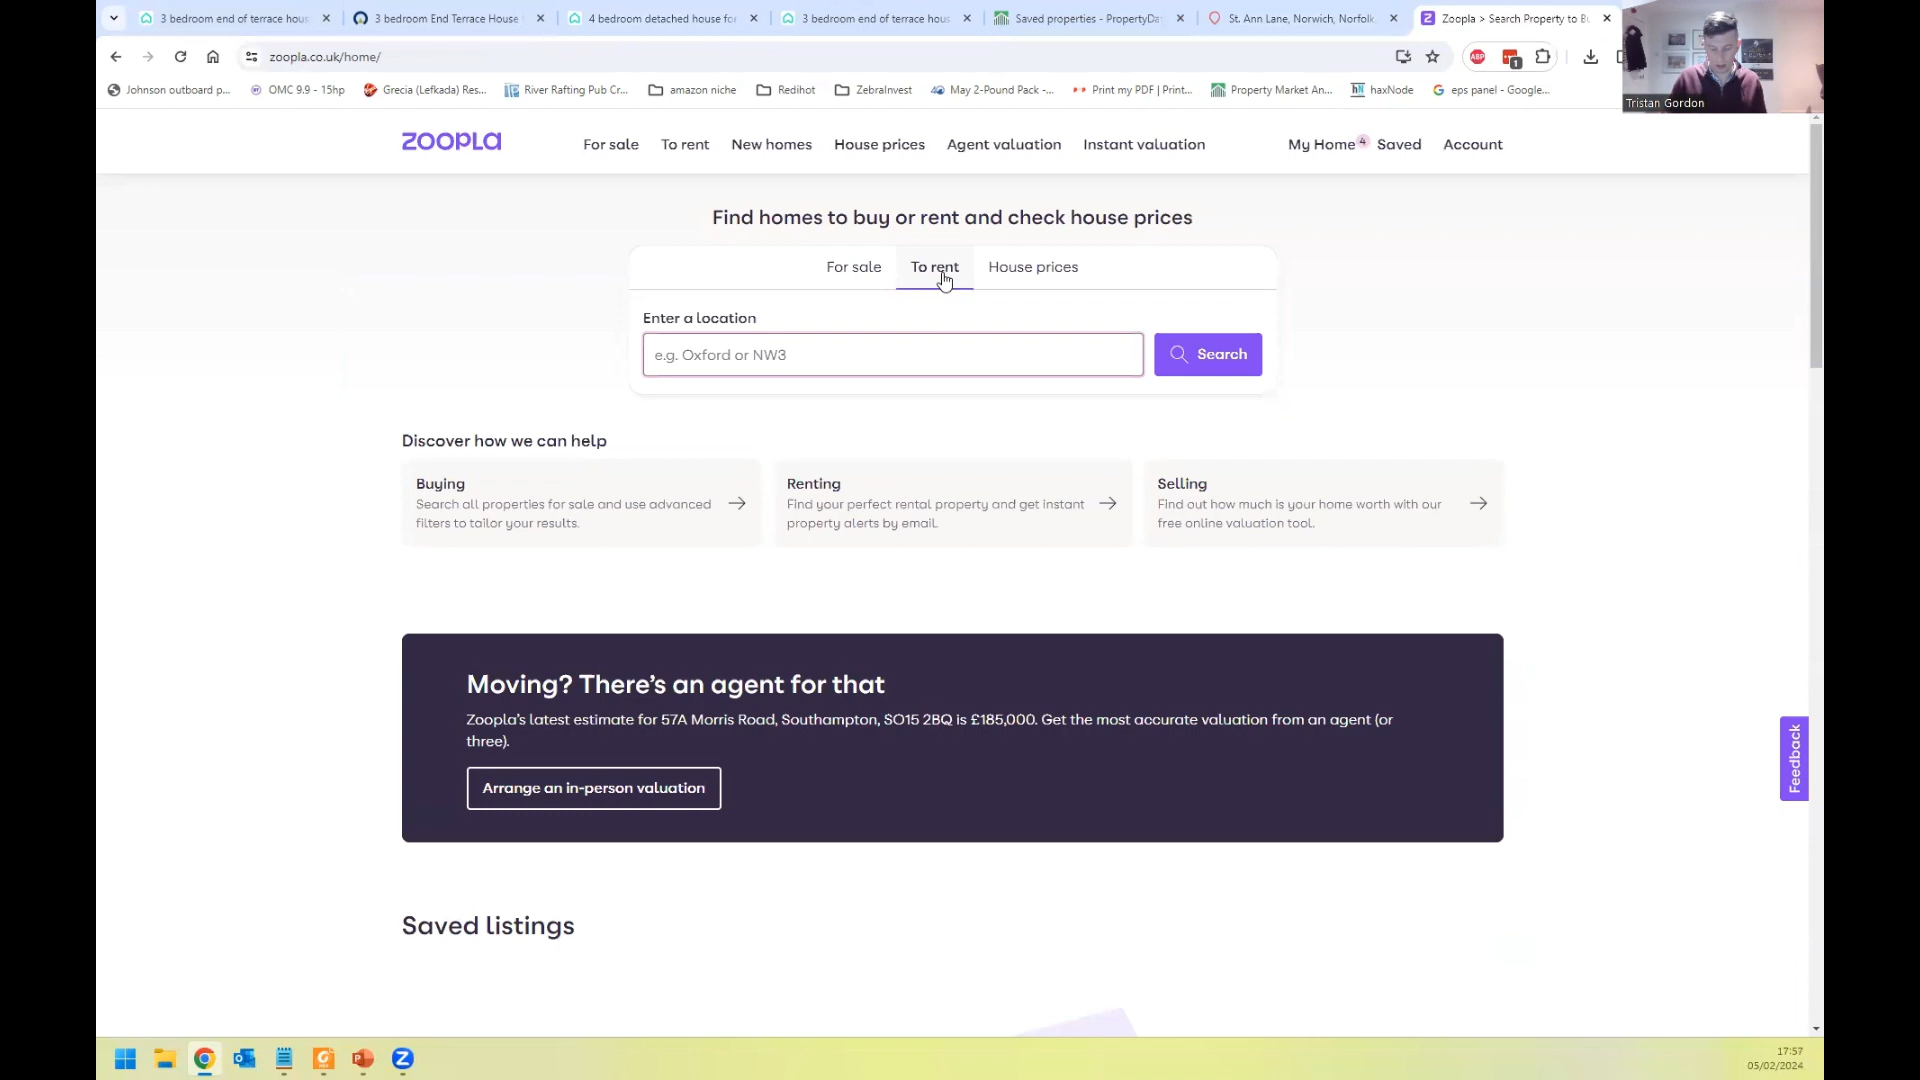 3 bedroom end of terrace hous
3 bedroom End Terrace House
4 bedroom detached house for
3 bedroom end of terrace hous
Saved properties - PropertyDa
St. Ann Lane, Norwich, Norfolk
Zoopla > Search Property to Bu
zoopla.co.uk/home/
ABP
1
Johnson outboard p...
OMC 9.9 - 15hp
Grecia (Lefkada) Res...
River Rafting Pub Cr...
amazon niche
Redihot
ZebraInvest
May 2-Pound Pack -...
Print my PDF | Print...
Property Market An...
haxNode
eps panel - Google...
Tristan Gordon
ZOOPLA
For sale To rent New homes House prices Agent valuation Instant valuation My Home 4 Saved Account
Find homes to buy or rent and check house prices
For sale To rent House prices
Enter a location
e.g. Oxford or NW3
Search
Discover how we can help
Buying
Search all properties for sale and use advanced
filters to tailor your results.
Renting
Find your perfect rental property and get instant
property alerts by email.
Selling
Find out how much is your home worth with our
free online valuation tool.
Moving? There's an agent for that
Zoopla's latest estimate for 57A Morris Road, Southampton, SO15 2BQ is £185,000. Get the most accurate valuation from an agent (or
three).
Arrange an in-person valuation
Feedback
Saved listings
17:57
05/02/2024